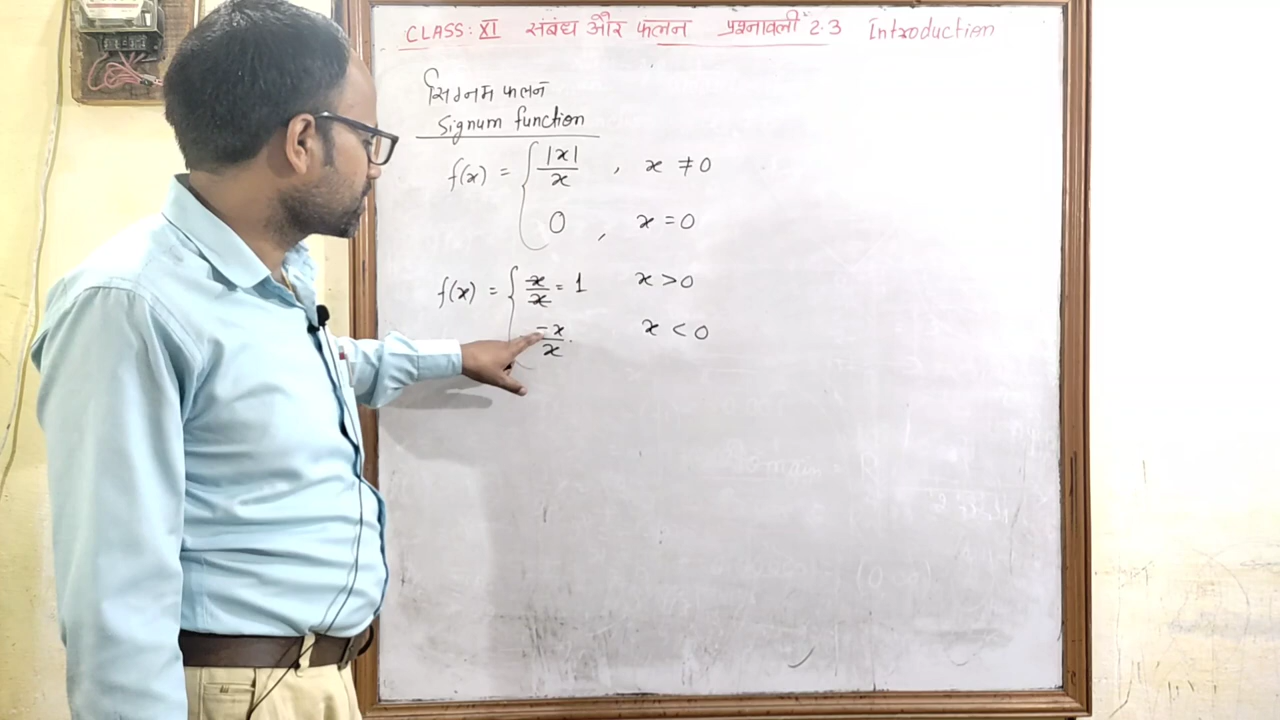 CLASS: XI संबंध और फलन प्रश्नावली 2.3 Introduction
सिग्नम फलन
Signum function
f(x) = { |x|/x , x ≠ 0
0 , x = 0
f(x) = { x/x = 1 x > 0
-x/x x < 0